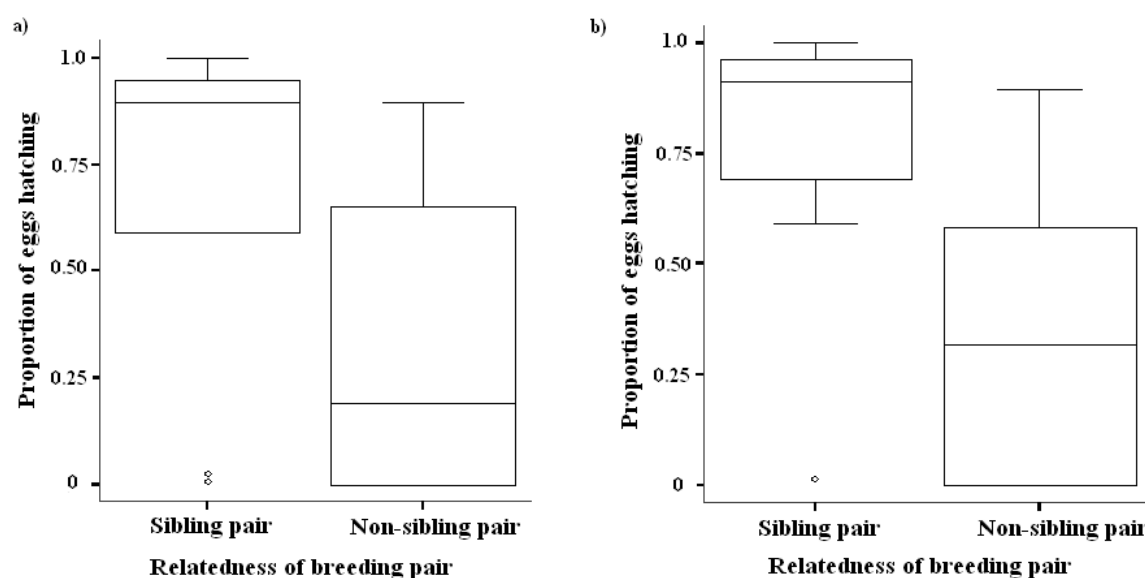 a)
Proportion of eggs hatching
1.0
0.75
0.50
0.25
0
Sibling pair Non-sibling pair
Relatedness of breeding pair
b)
Proportion of eggs hatching
1.0
0.75
0.50
0.25
0
Sibling pair Non-sibling pair
Relatedness of breeding pair